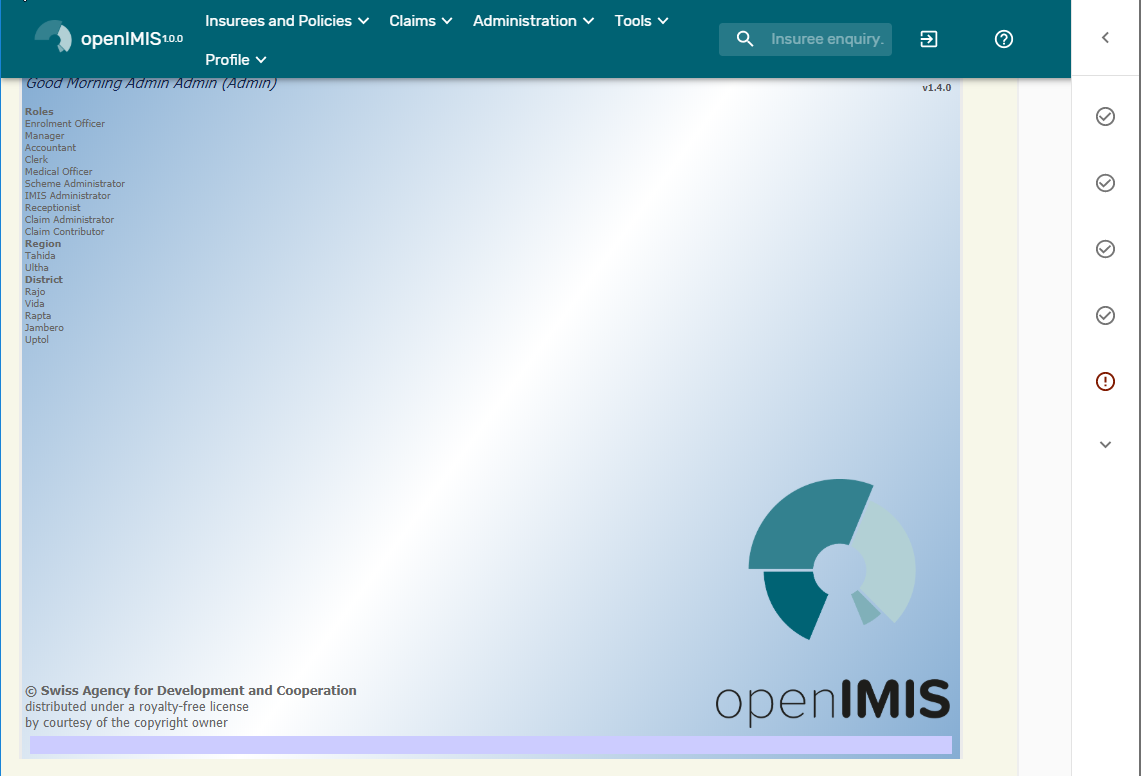 Insurees and Policies Claims Administration Tools
openIMIS 1.0.0
Insuree enquiry.
Profile
Good Morning Admin Admin (Admin)
v1.4.0
Roles
Enrolment Officer
Manager
Accountant
Clerk
Medical Officer
Scheme Administrator
IMIS Administrator
Receptionist
Claim Administrator
Claim Contributor
Region
Tahida
Ultha
District
Rajo
Vida
Rapta
Jambero
Uptol
© Swiss Agency for Development and Cooperation
distributed under a royalty-free license
by courtesy of the copyright owner
openIMIS